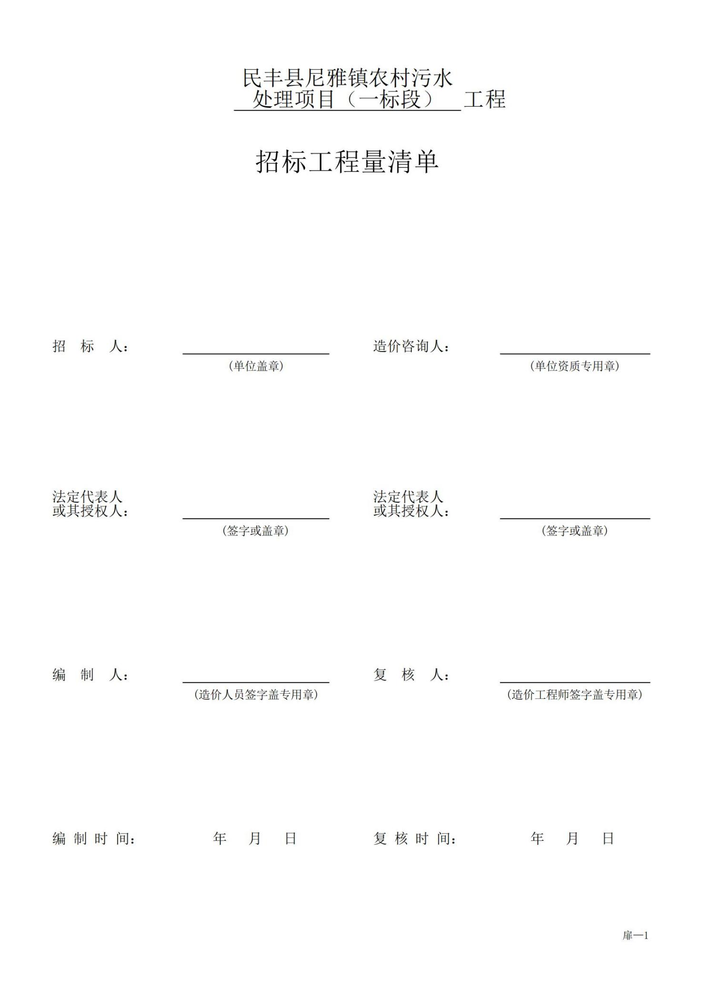 民丰县尼雅镇农村污水
处理项目（一标段） 工程
招标工程量清单
招 标 人： 造价咨询人：
(单位盖章) (单位资质专用章)
法定代表人 法定代表人
或其授权人： 或其授权人：
(签字或盖章) (签字或盖章)
编 制 人： 复 核 人：
(造价人员签字盖专用章) (造价工程师签字盖专用章)
编 制 时 间： 年 月 日 复 核 时 间： 年 月 日
扉—1